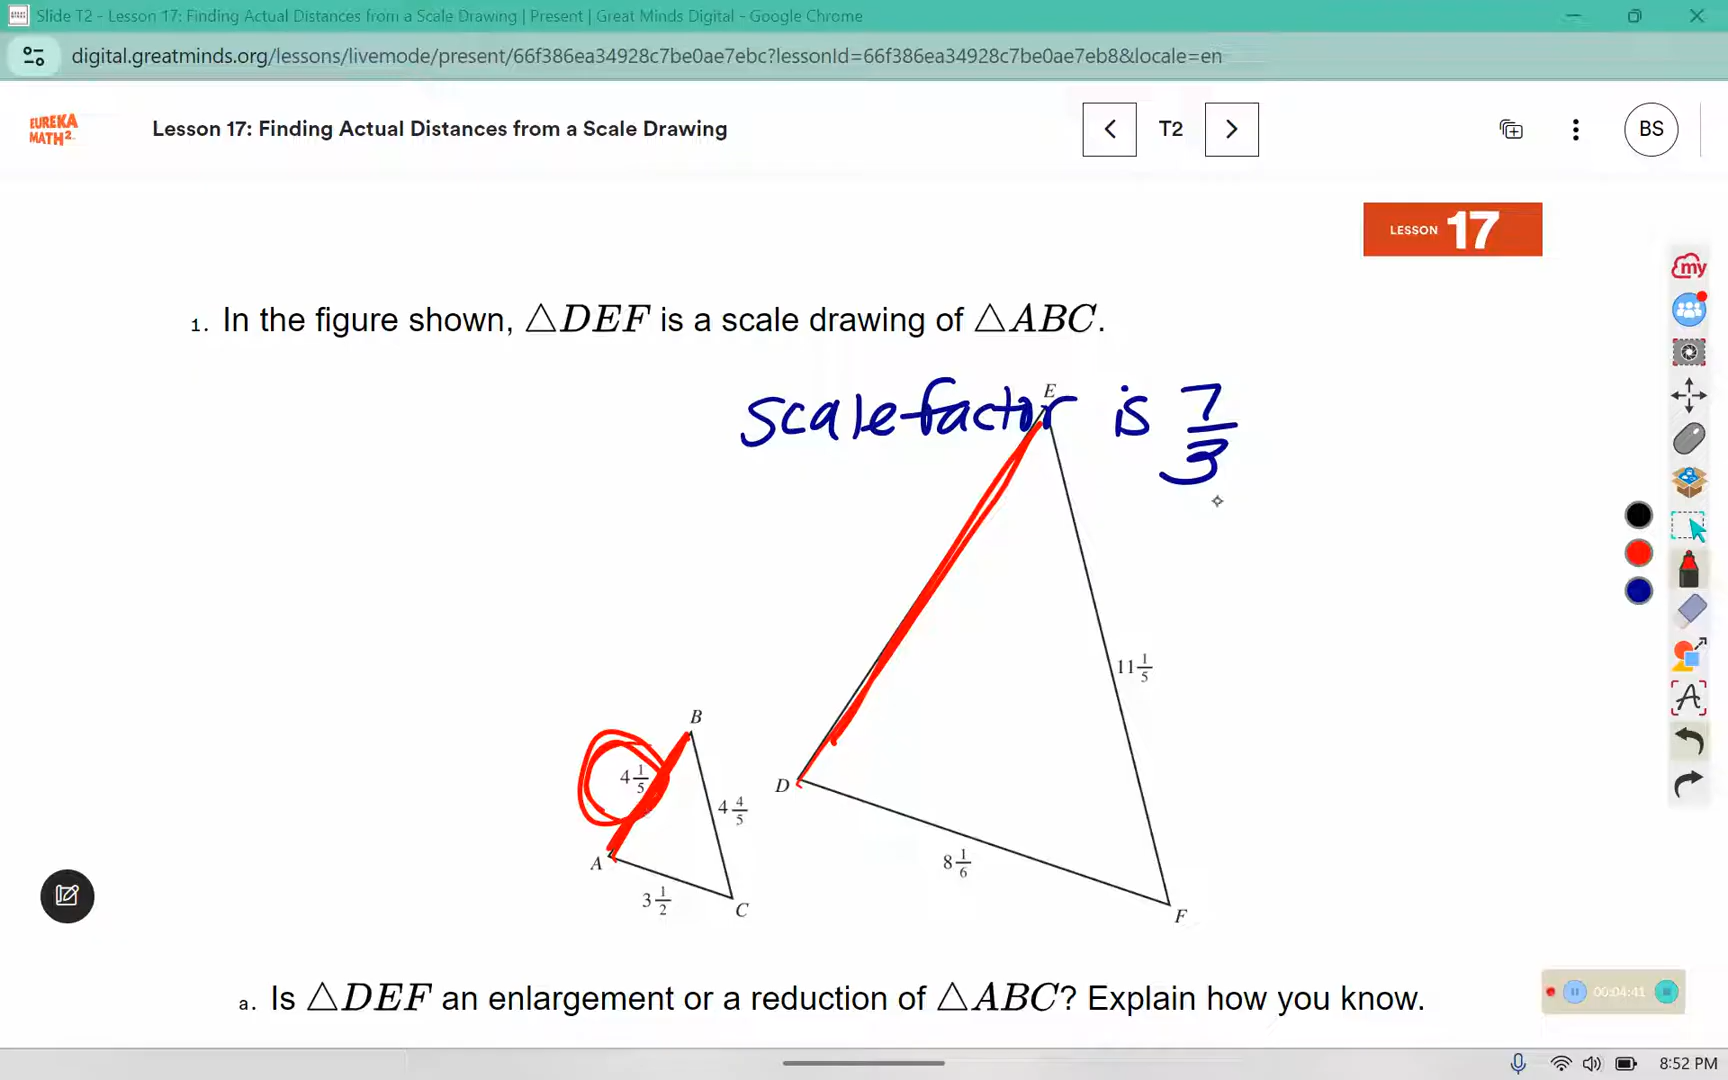 Slide T2 - Lesson 17: Finding Actual Distances from a Scale Drawing | Present | Great Minds Digital - Google Chrome
digital.greatminds.org/lessons/livemode/present/66f386ea34928c7be0ae7ebc?lessonId=66f386ea34928c7be0ae7eb8&locale=en
EUREKA
MATH²
Lesson 17: Finding Actual Distances from a Scale Drawing
T2
BS
LESSON 17
my
1. In the figure shown, △DEF is a scale drawing of △ABC.
E
scale factor is 7/3
11 1/5
B
4 1/5
D
4 4/5
A
8 1/6
3 1/2
C
F
A
a. Is △DEF an enlargement or a reduction of △ABC? Explain how you know.
00:04:41
8:52 PM